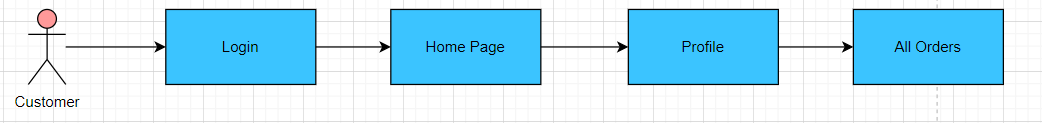 Customer
Login
Home Page
Profile
All Orders